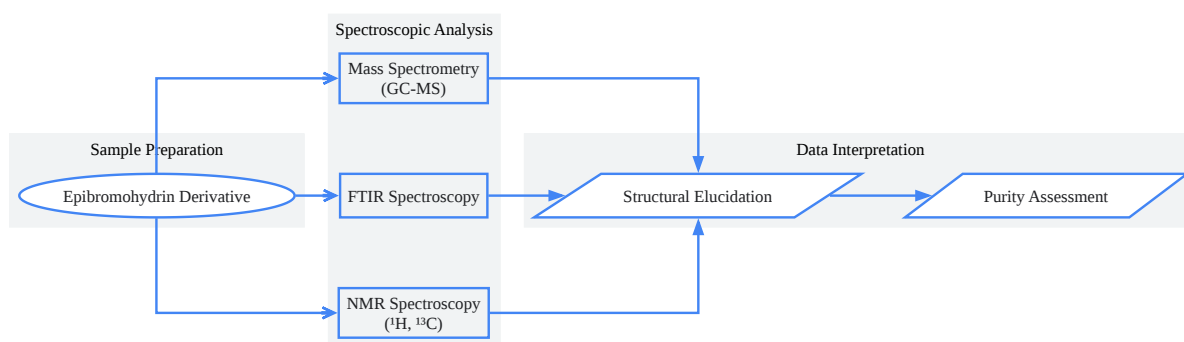 Spectroscopic Analysis
Mass Spectrometry
(GC-MS)
Sample Preparation
Data Interpretation
Epibromohydrin Derivative
FTIR Spectroscopy
Structural Elucidation
Purity Assessment
NMR Spectroscopy
(¹H, ¹³C)